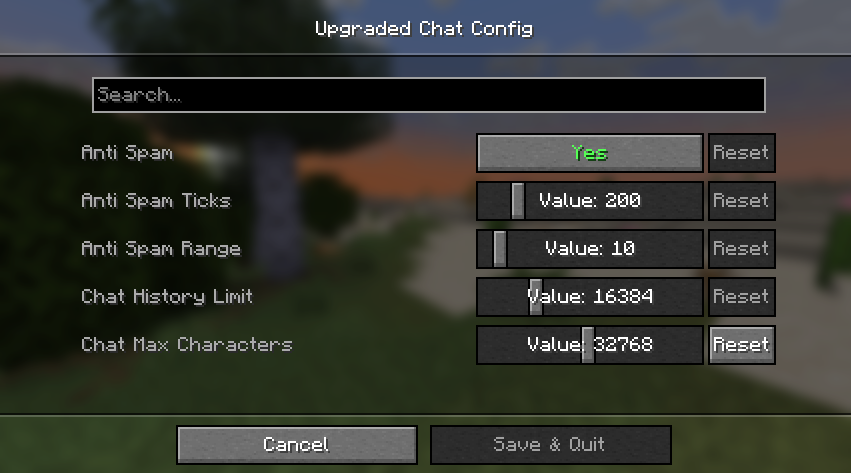 Upgraded Chat Config
Search...
Anti Spam Yes Reset
Anti Spam Ticks Value: 200 Reset
Anti Spam Range Value: 10 Reset
Chat History Limit Value: 16384 Reset
Chat Max Characters Value: 32768 Reset
Cancel Save & Quit